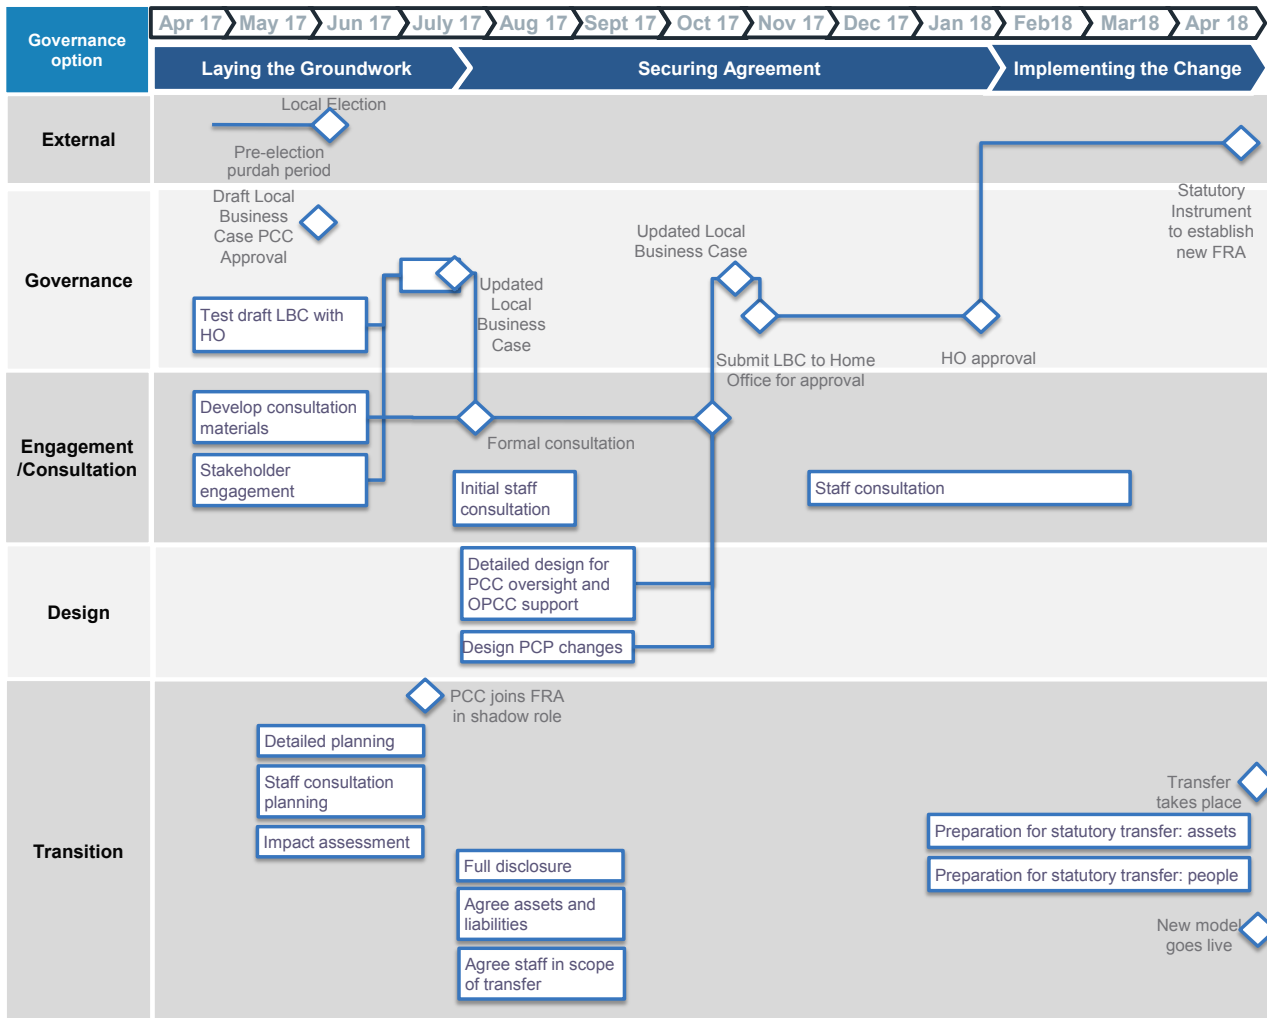 Governance
option
Apr 17
May 17
Jun 17
July 17
Aug 17
Sept 17
Oct 17
Nov 17
Dec 17
Jan 18
Feb18
Mar18
Apr 18
Laying the Groundwork
Securing Agreement
Implementing the Change
External
Local Election
Pre-election
purdah period
Statutory
Instrument
to establish
new FRA
Governance
Draft Local
Business
Case PCC
Approval
Updated Local
Business Case
Updated
Local
Business
Case
Test draft LBC with
HO
Submit LBC to Home
Office for approval
HO approval
Engagement
/Consultation
Develop consultation
materials
Formal consultation
Stakeholder
engagement
Initial staff
consultation
Staff consultation
Design
Detailed design for
PCC oversight and
OPCC support
Design PCP changes
Transition
PCC joins FRA
in shadow role
Detailed planning
Staff consultation
planning
Impact assessment
Full disclosure
Agree assets and
liabilities
Agree staff in scope
of transfer
Transfer
takes place
Preparation for statutory transfer: assets
Preparation for statutory transfer: people
New model
goes live